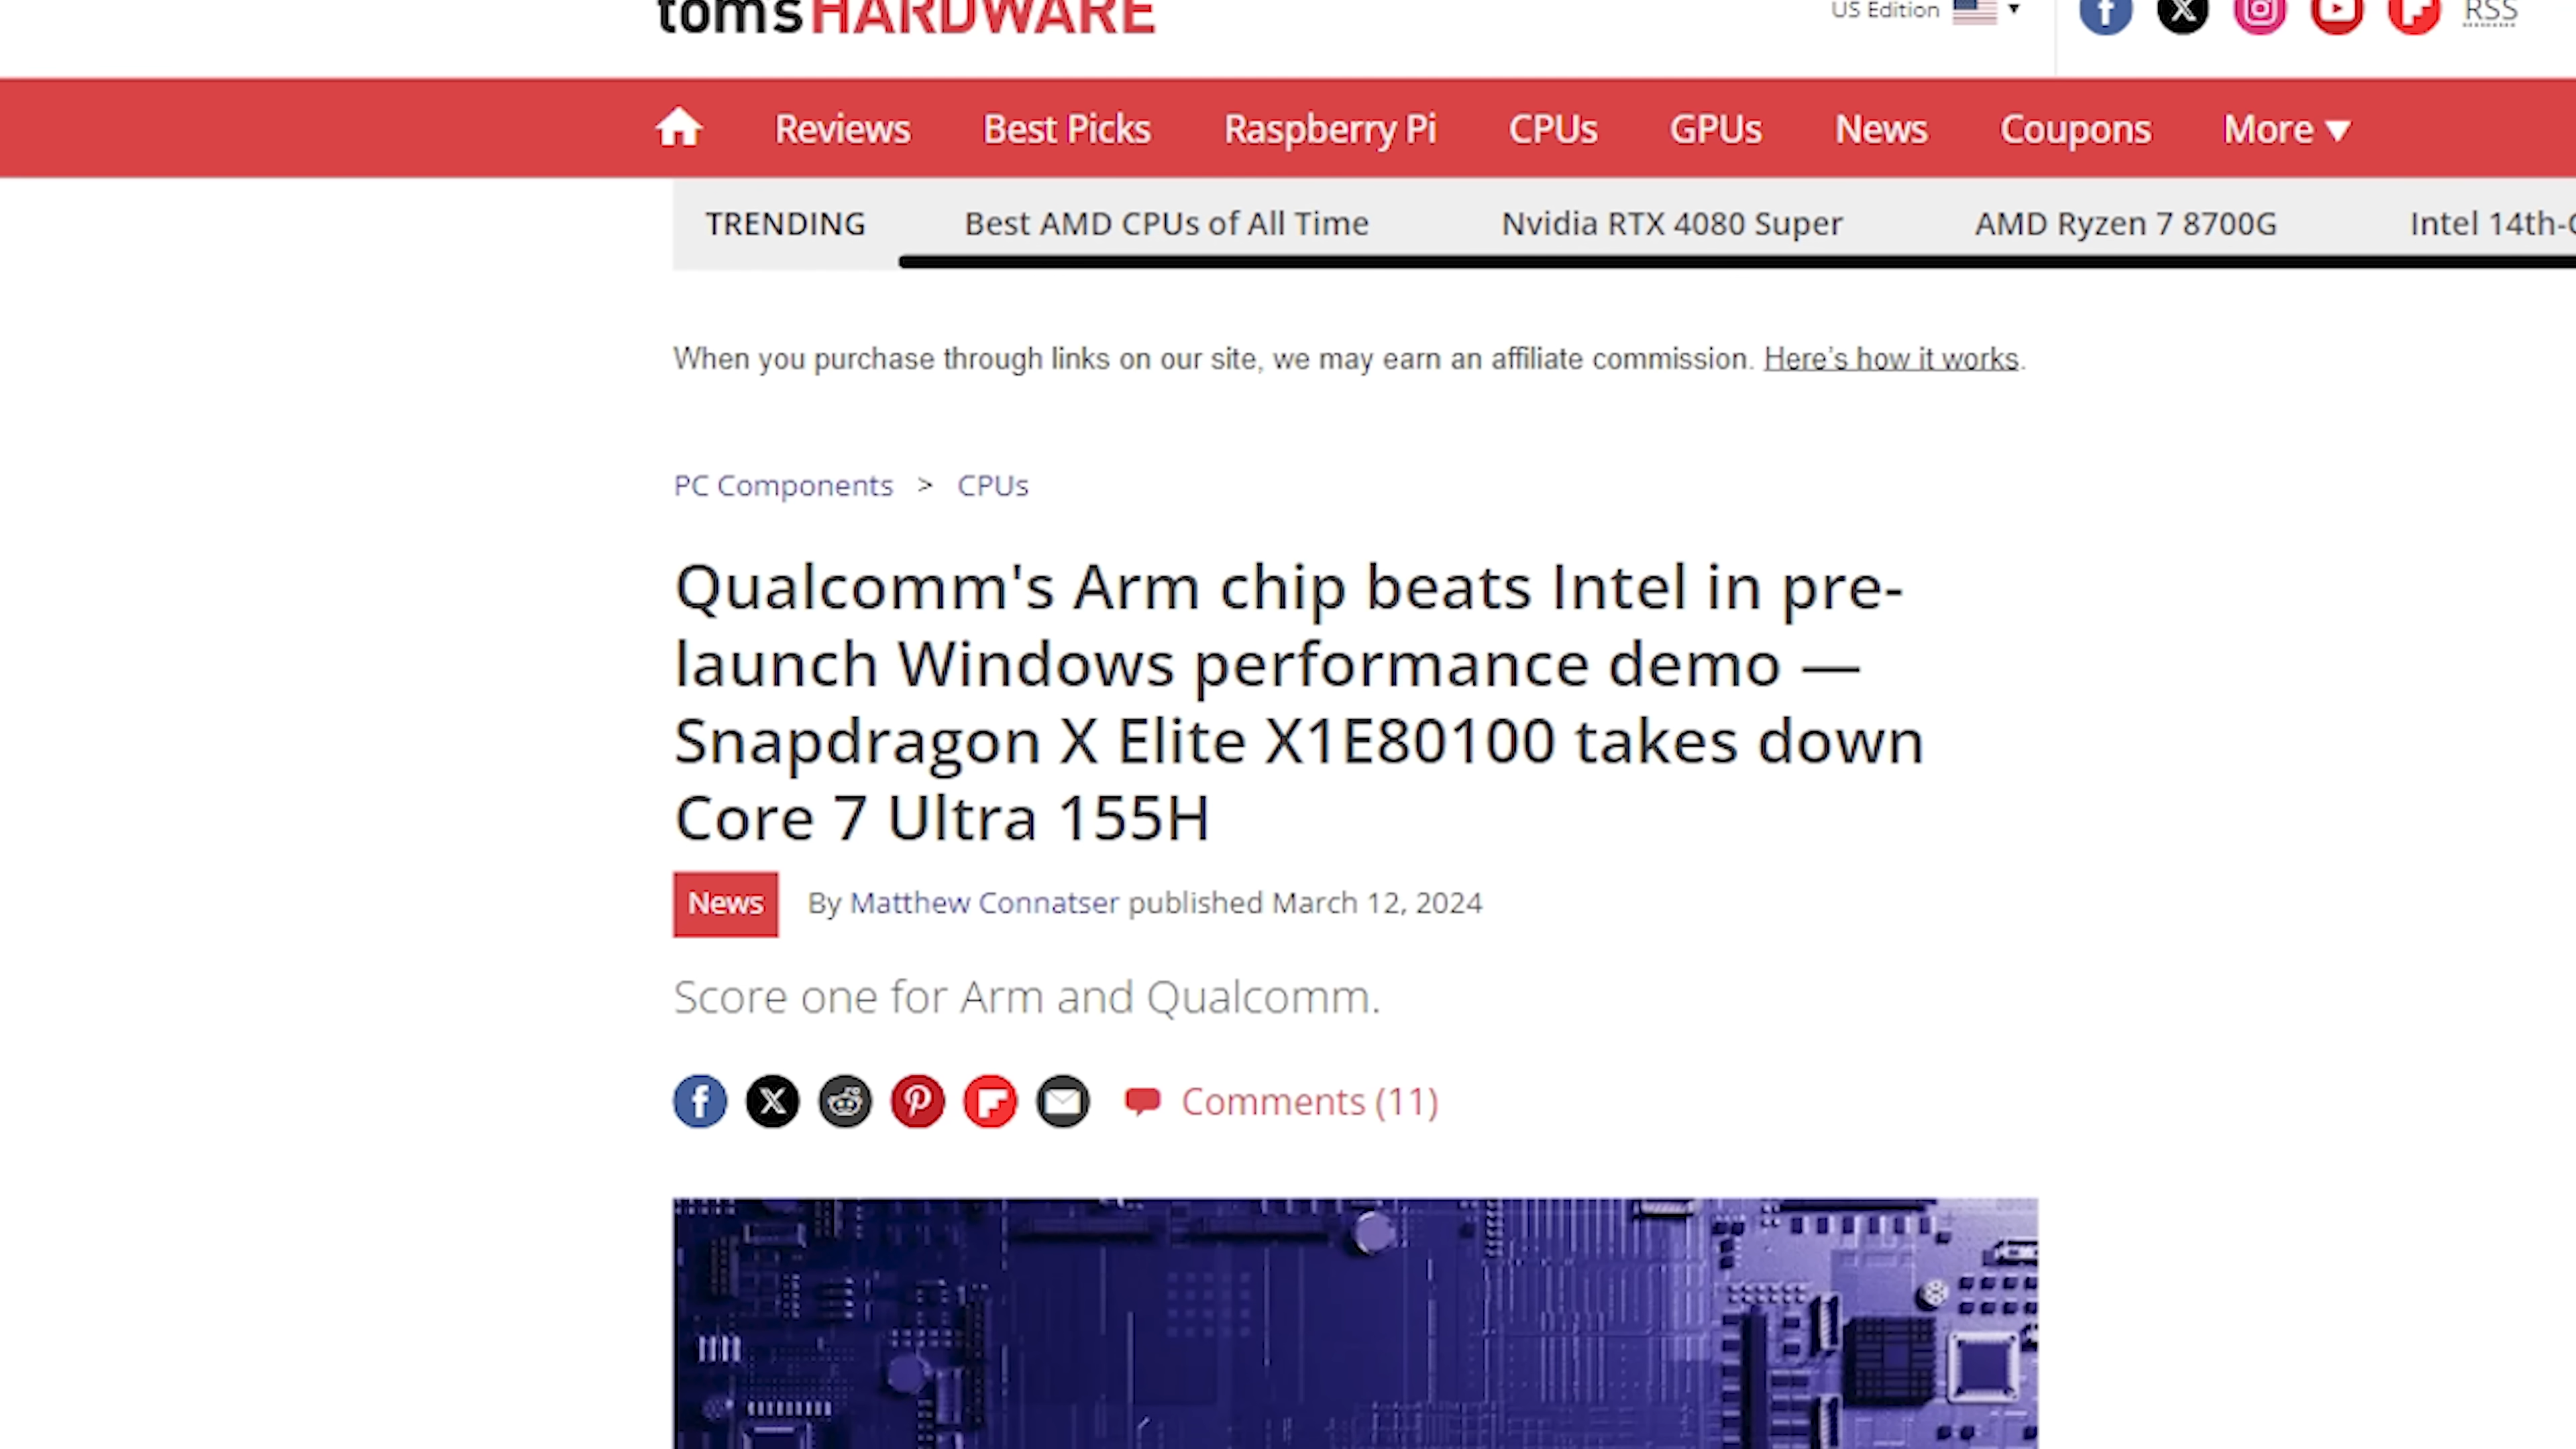 tom's HARDWARE
US Edition
RSS
Reviews Best Picks Raspberry Pi CPUs GPUs News Coupons More
TRENDING Best AMD CPUs of All Time Nvidia RTX 4080 Super AMD Ryzen 7 8700G Intel 14th-
When you purchase through links on our site, we may earn an affiliate commission. Here's how it works.
PC Components > CPUs
Qualcomm's Arm chip beats Intel in pre-
launch Windows performance demo —
Snapdragon X Elite X1E80100 takes down
Core 7 Ultra 155H
News By Matthew Connatser published March 12, 2024
Score one for Arm and Qualcomm.
Comments (11)